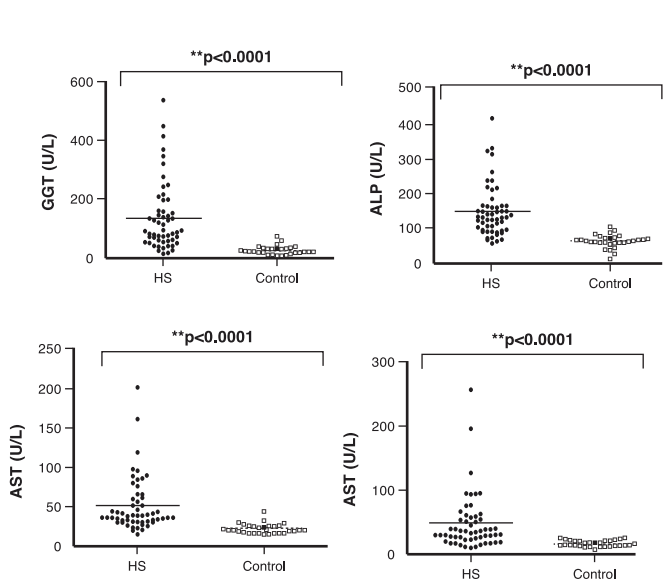 **p<0.0001
600
400
200
0
GGT (U/L)
HS
Control
**p<0.0001
500
400
300
200
100
0
ALP (U/L)
HS
Control
**p<0.0001
250
200
150
100
50
0
AST (U/L)
HS
Control
**p<0.0001
300
200
100
0
AST (U/L)
HS
Control